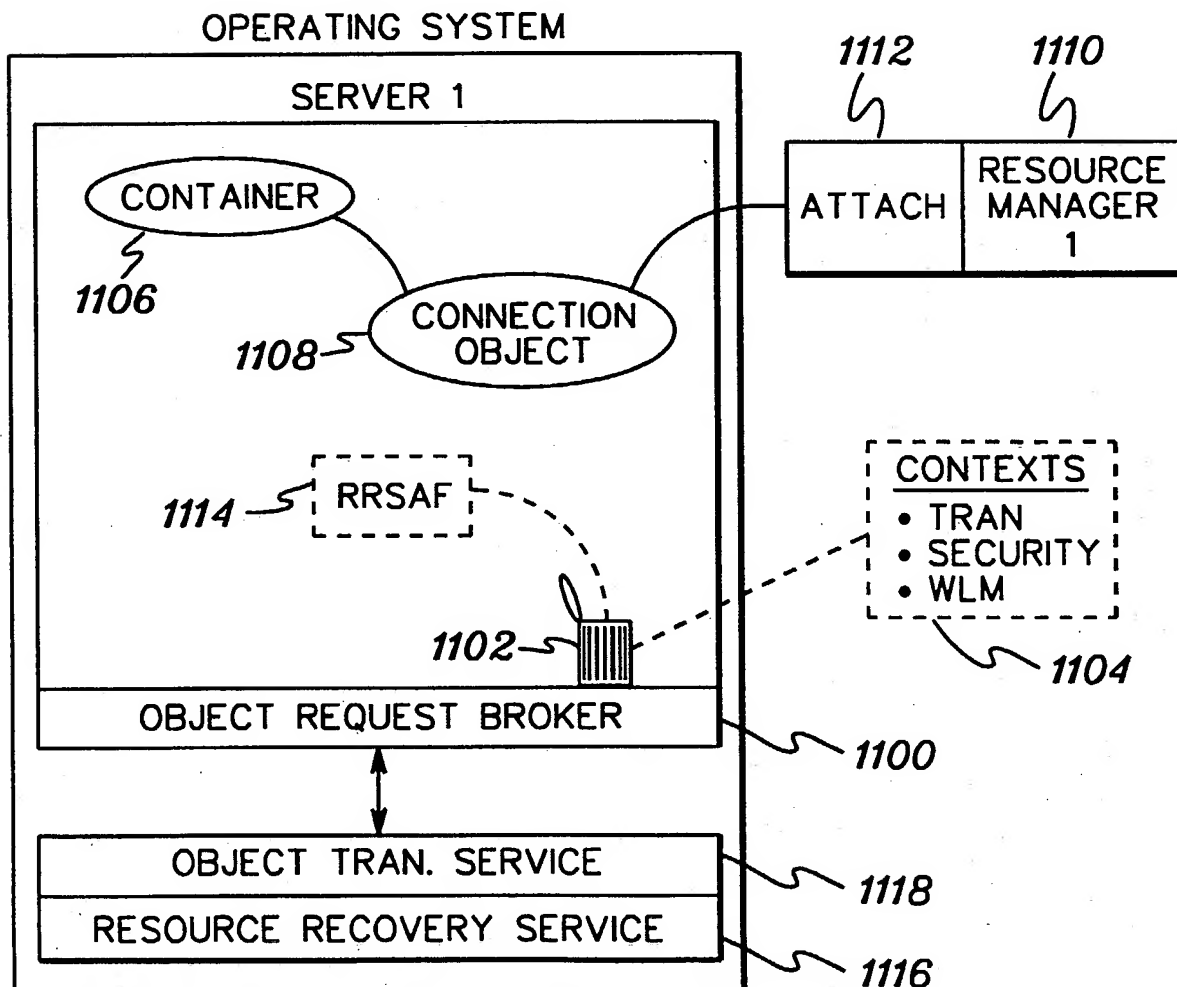 OPERATING SYSTEM
1112
1110
SERVER 1
CONTAINER
1106
ATTACH
RESOURCE
MANAGER
1
CONNECTION
OBJECT
1108
CONTEXTS
• TRAN
• SECURITY
• WLM
1104
RRSAF
1114
1102
OBJECT REQUEST BROKER
1100
OBJECT TRAN. SERVICE
1118
RESOURCE RECOVERY SERVICE
1116